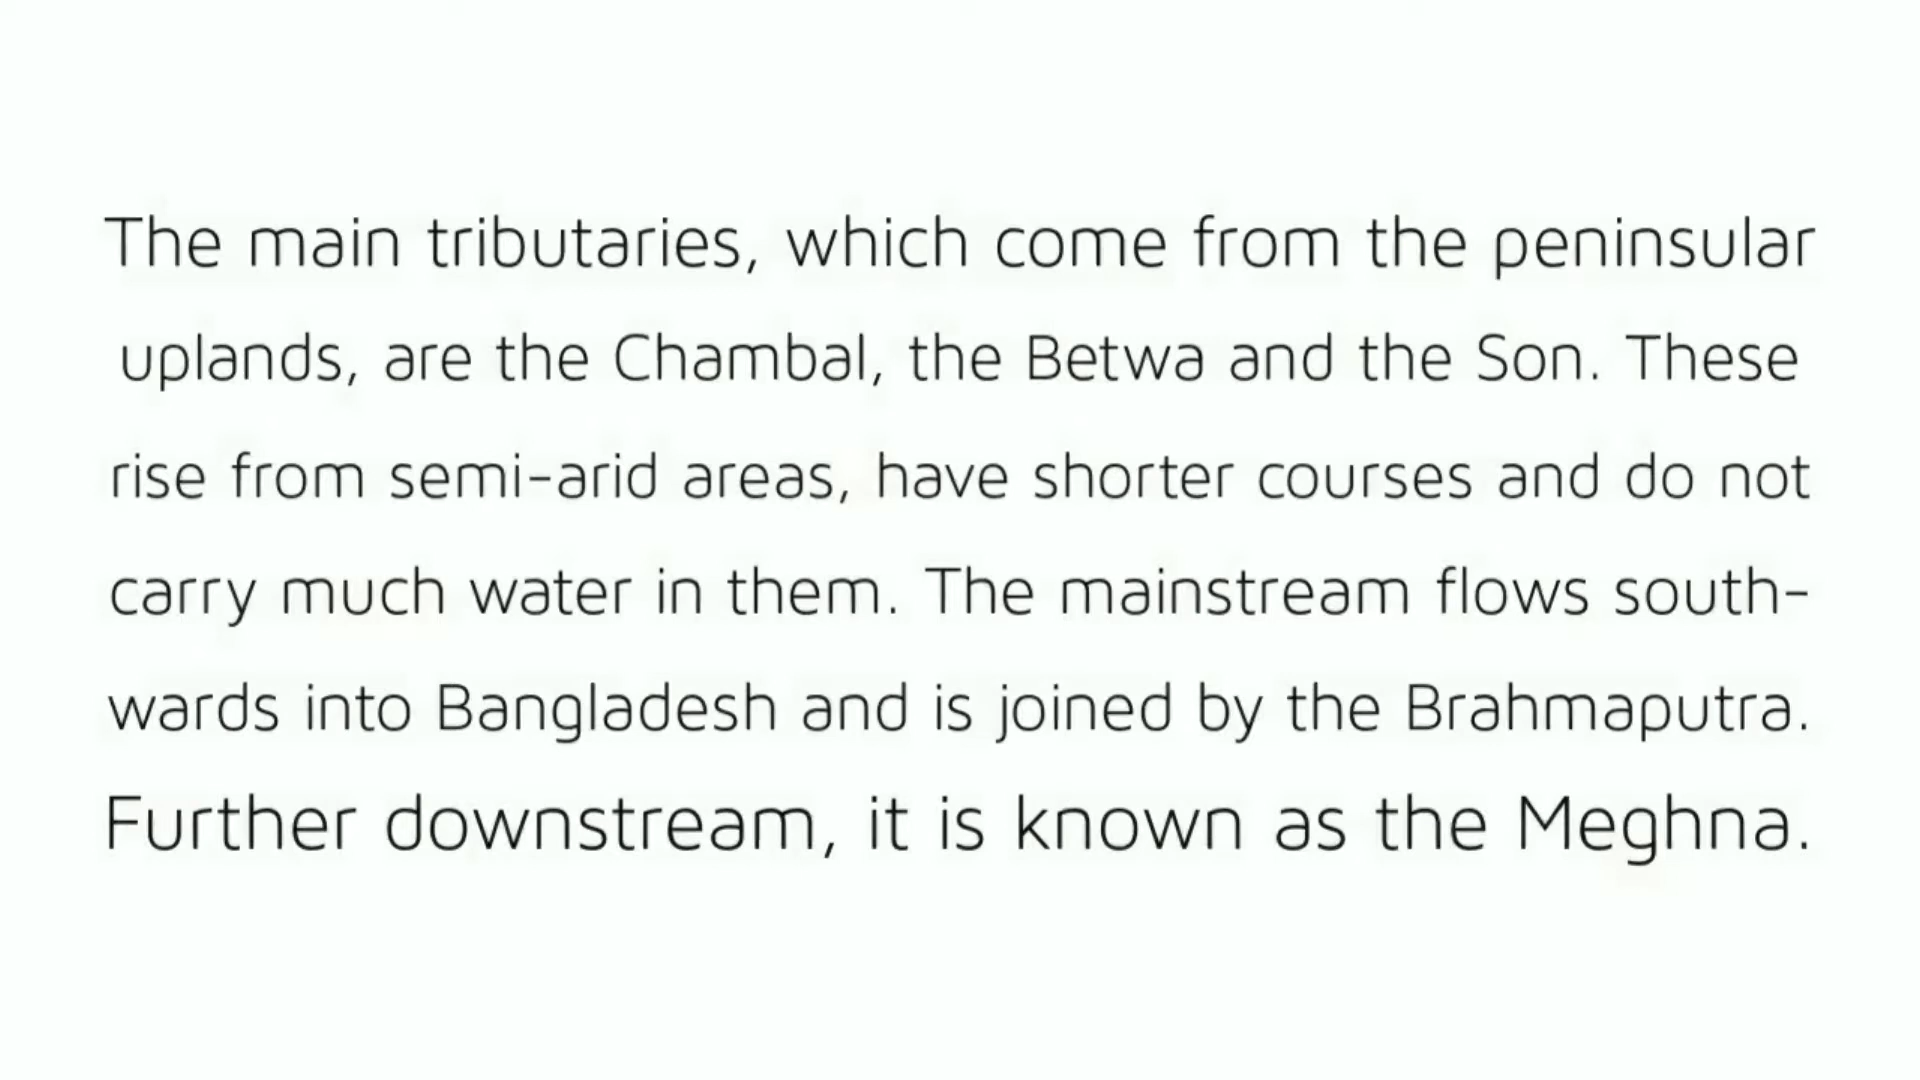 The main tributaries, which come from the peninsular
uplands, are the Chambal, the Betwa and the Son. These
rise from semi-arid areas, have shorter courses and do not
carry much water in them. The mainstream flows south-
wards into Bangladesh and is joined by the Brahmaputra.
Further downstream, it is known as the Meghna.